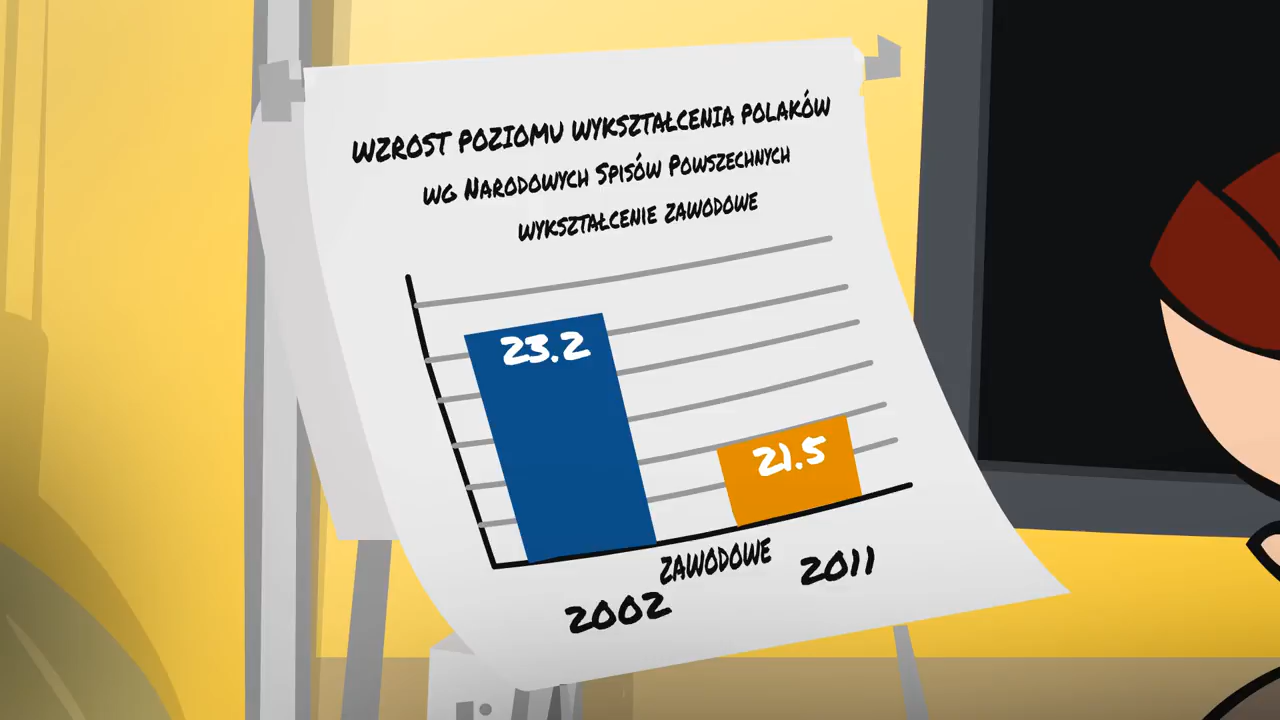 WZROST POZIOMU WYKSZTAŁCENIA POLAKÓW
WG NARODOWYCH SPISÓW POWSZECHNYCH
WYKSZTAŁCENIE ZAWODOWE
23.2
21.5
ZAWODOWE
2002
2011